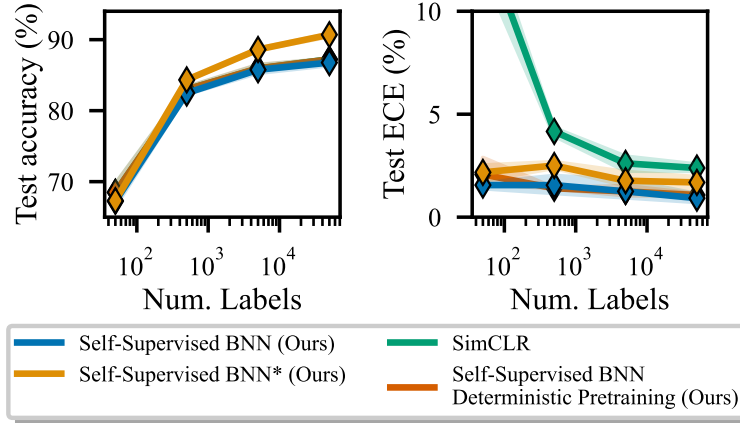 Test accuracy (%)
90
80
70
10^2
10^3
10^4
Num. Labels
Test ECE (%)
10
5
0
10^2
10^3
10^4
Num. Labels
Self-Supervised BNN (Ours)
Self-Supervised BNN* (Ours)
SimCLR
Self-Supervised BNN
Deterministic Pretraining (Ours)